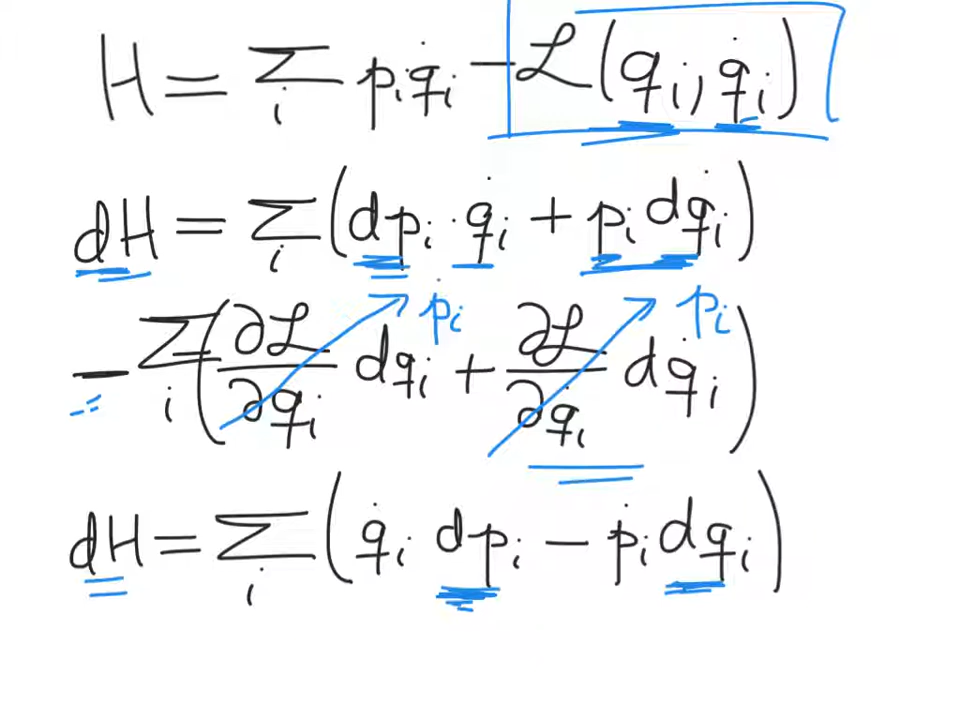 H = Σ_i p_i q̇_i − ℒ(q_i, q̇_i)
dH = Σ_i (dp_i · q̇_i + p_i dq̇_i)
ṗ_i p_i
− Σ_i (∂ℒ/∂q_i dq_i + ∂ℒ/∂q̇_i dq̇_i)
dH = Σ_i (q̇_i dp_i − ṗ_i dq_i)